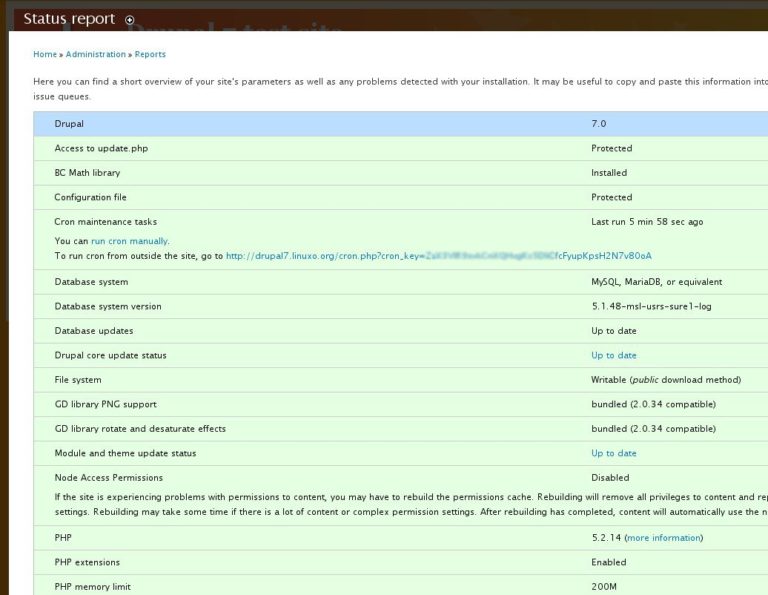 Status report
Drupal 7 test site
Home » Administration » Reports
Here you can find a short overview of your site's parameters as well as any problems detected with your installation. It may be useful to copy and paste this information into
issue queues.
Drupal 7.0
Access to update.php Protected
BC Math library Installed
Configuration file Protected
Cron maintenance tasks Last run 5 min 58 sec ago
You can run cron manually.
To run cron from outside the site, go to http://drupal7.linuxo.org/cron.php?cron_key= fcFyupKpsH2N7v80oA
Database system MySQL, MariaDB, or equivalent
Database system version 5.1.48-msl-usrs-sure1-log
Database updates Up to date
Drupal core update status Up to date
File system Writable (public download method)
GD library PNG support bundled (2.0.34 compatible)
GD library rotate and desaturate effects bundled (2.0.34 compatible)
Module and theme update status Up to date
Node Access Permissions Disabled
If the site is experiencing problems with permissions to content, you may have to rebuild the permissions cache. Rebuilding will remove all privileges to content and
settings. Rebuilding may take some time if there is a lot of content or complex permission settings. After rebuilding has completed, content will automatically use the
PHP 5.2.14 (more information)
PHP extensions Enabled
PHP memory limit 200M